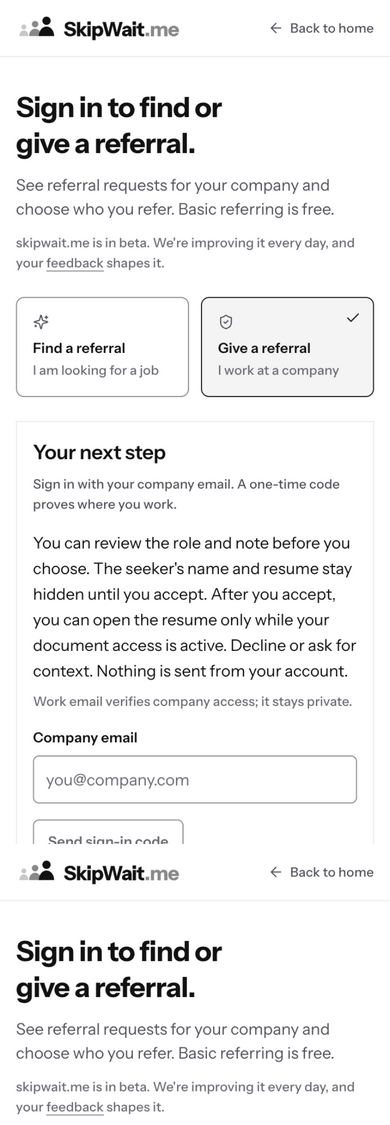 SkipWait.me
← Back to home
Sign in to find or
give a referral.
See referral requests for your company and
choose who you refer. Basic referring is free.
skipwait.me is in beta. We're improving it every day, and
your feedback shapes it.
Find a referral
I am looking for a job
Give a referral
I work at a company
Your next step
Sign in with your company email. A one-time code
proves where you work.
You can review the role and note before you
choose. The seeker's name and resume stay
hidden until you accept. After you accept,
you can open the resume only while your
document access is active. Decline or ask for
context. Nothing is sent from your account.
Work email verifies company access; it stays private.
Company email
you@company.com
Send sign-in code
SkipWait.me
← Back to home
Sign in to find or
give a referral.
See referral requests for your company and
choose who you refer. Basic referring is free.
skipwait.me is in beta. We're improving it every day, and
your feedback shapes it.